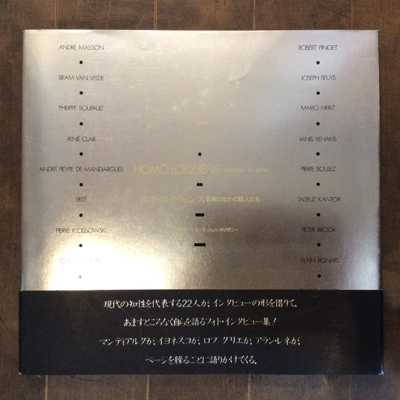 ANDRÉ MASSON
BRAM VAN VELDE
PHILIPPE SOUPAULT
RENÉ CLAIR
ANDRÉ PIEYRE DE MANDIARGUES
ERTÉ
PIERRE KLOSSOWSKI
ROBERT PINGET
JOSEPH BEUYS
MARIO MERZ
IANIS XENAKIS
PIERRE BOULEZ
TADEUSZ KANTOR
PETER BROOK
ALAIN RESNAIS
HOMO LOQUENS
現代の知性を代表する22人が、インタビューの形を借りて、
あますところなく〈自己〉を語るフォト・インタビュー集!
マンディアルグが、イヨネスコが、ロブ=グリエが、アラン・レネが、
ページを繰るごとに語りかけてくる。